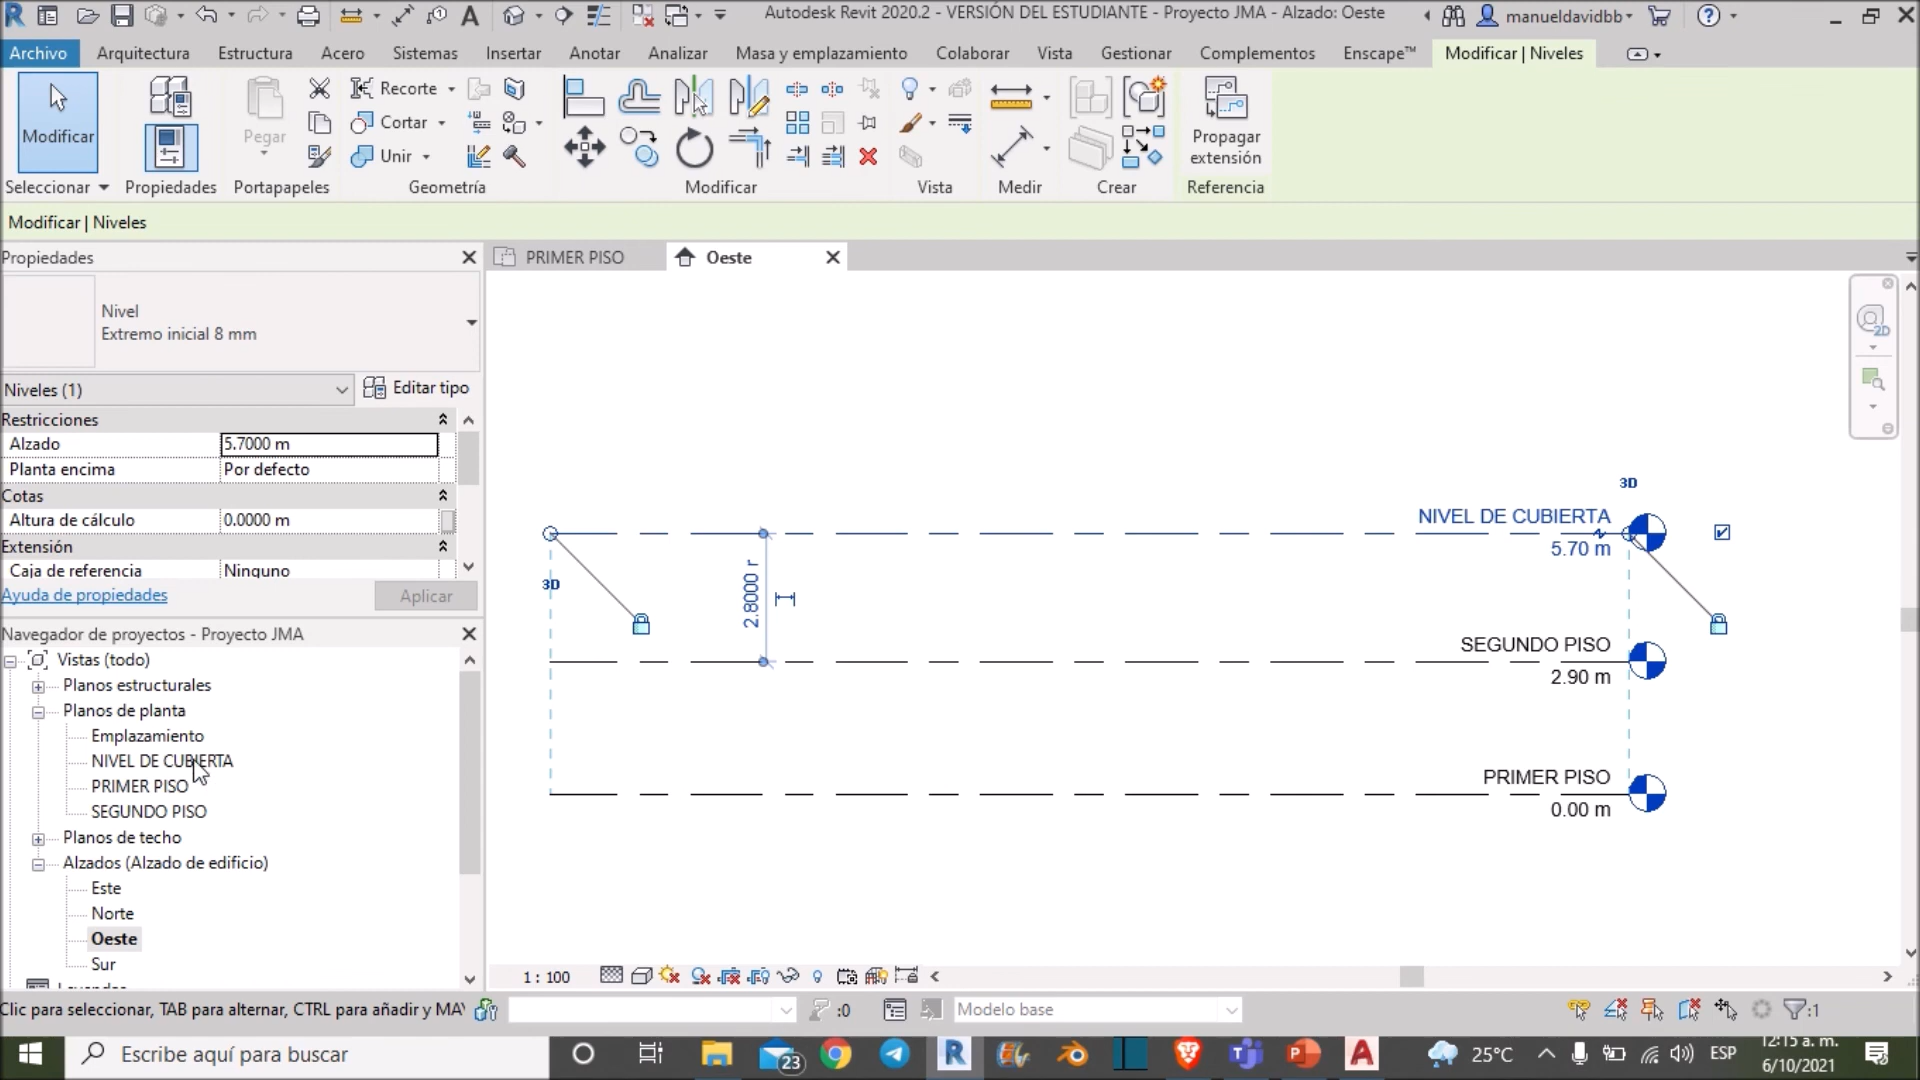 Autodesk Revit 2020.2 - VERSIÓN DEL ESTUDIANTE - Proyecto JMA - Alzado: Oeste
manueldavidbb
Archivo Arquitectura Estructura Acero Sistemas Insertar Anotar Analizar Masa y emplazamiento Colaborar Vista Gestionar Complementos Enscape™ Modificar | Niveles
Recorte
Cortar
Unir
Modificar
Pegar
Propagar
extensión
Seleccionar Propiedades Portapapeles Geometría Modificar Vista Medir Crear Referencia
Modificar | Niveles
Propiedades
PRIMER PISO
Oeste
Nivel
Extremo inicial 8 mm
Niveles (1)
Editar tipo
Restricciones
Alzado 5.7000 m
Planta encima Por defecto
Cotas
Altura de cálculo 0.0000 m
Extensión
Caja de referencia Ninguno
Ayuda de propiedades
Aplicar
2D
3D
NIVEL DE CUBIERTA
5.70 m
3D
2.8000 r
SEGUNDO PISO
2.90 m
PRIMER PISO
0.00 m
Navegador de proyectos - Proyecto JMA
Vistas (todo)
Planos estructurales
Planos de planta
Emplazamiento
NIVEL DE CUBIERTA
PRIMER PISO
SEGUNDO PISO
Planos de techo
Alzados (Alzado de edificio)
Este
Norte
Oeste
Sur
1 : 100
Clic para seleccionar, TAB para alternar, CTRL para añadir y MA
:0
Modelo base
:1
Escribe aquí para buscar
23
25°C
ESP
12:15 a. m.
6/10/2021